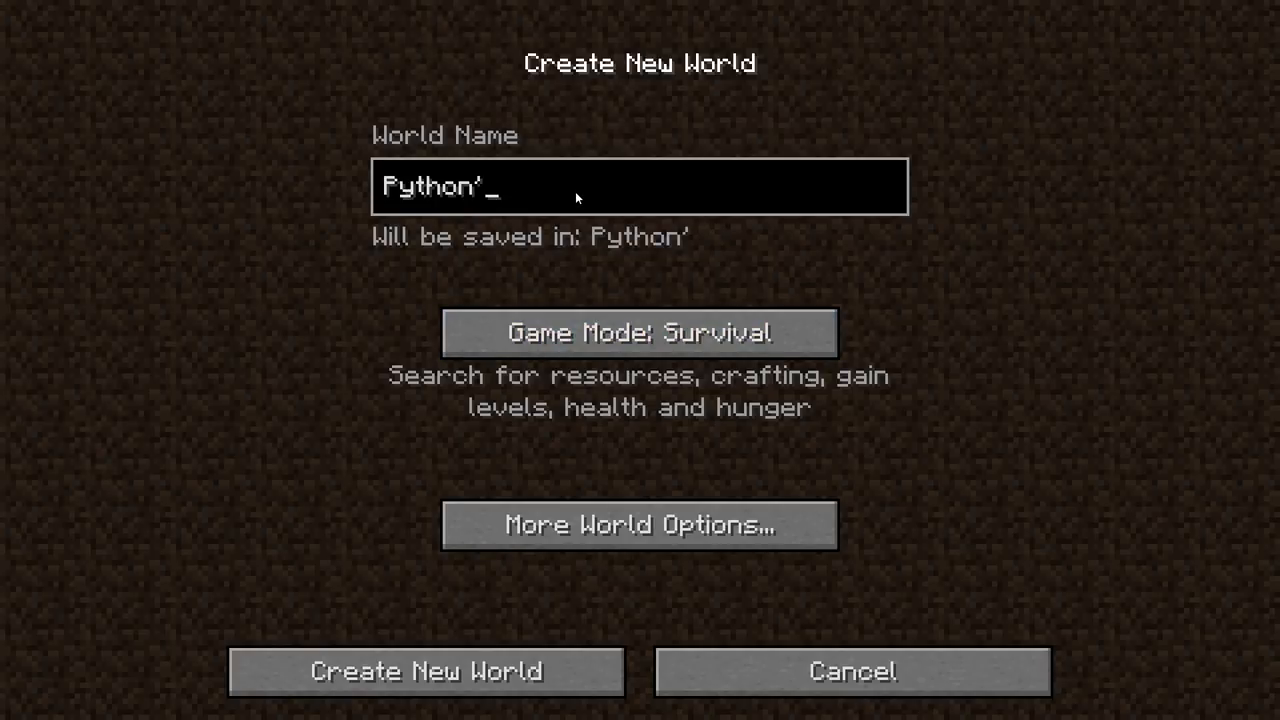 Create New World
World Name
Python'_
Will be saved in: Python'
Game Mode: Survival
Search for resources, crafting, gain
levels, health and hunger
More World Options...
Create New World
Cancel